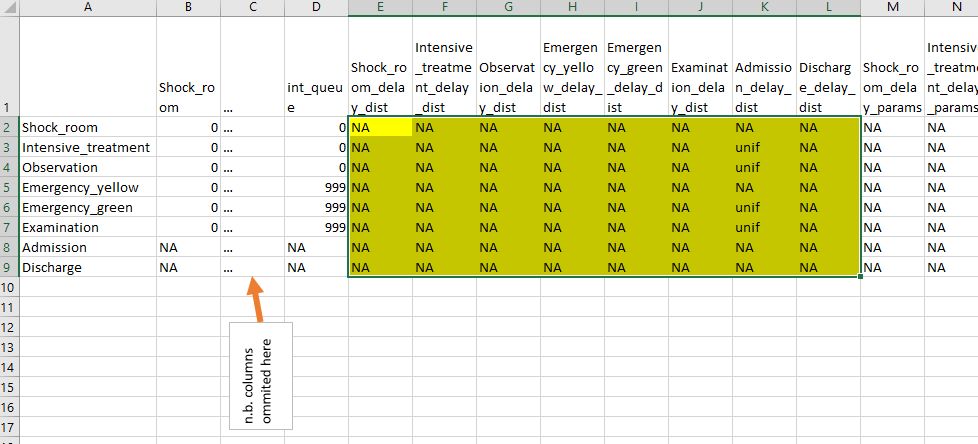 A B C D E F G H I J K L M N
1 Shock_room ... int_queue Shock_room_delay_dist Intensive_treatment_delay_dist Observation_delay_dist Emergency_yellow_delay_dist Emergency_green_delay_dist Examination_delay_dist Admission_delay_dist Discharge_delay_dist Shock_room_delay_params Intensiv _treatme nt_delay_params
2 Shock_room 0 ... 0 NA NA NA NA NA NA NA NA NA NA
3 Intensive_treatment 0 ... 0 NA NA NA NA NA NA unif NA NA NA
4 Observation 0 ... 0 NA NA NA NA NA NA unif NA NA NA
5 Emergency_yellow 0 ... 999 NA NA NA NA NA NA NA NA NA NA
6 Emergency_green 0 ... 999 NA NA NA NA NA NA unif NA NA NA
7 Examination 0 ... 999 NA NA NA NA NA NA unif NA NA NA
8 Admission NA ... NA NA NA NA NA NA NA NA NA NA NA
9 Discharge NA ... NA NA NA NA NA NA NA NA NA NA NA
10
11
12
13
14
15
16
17
n.b. columns
ommited here